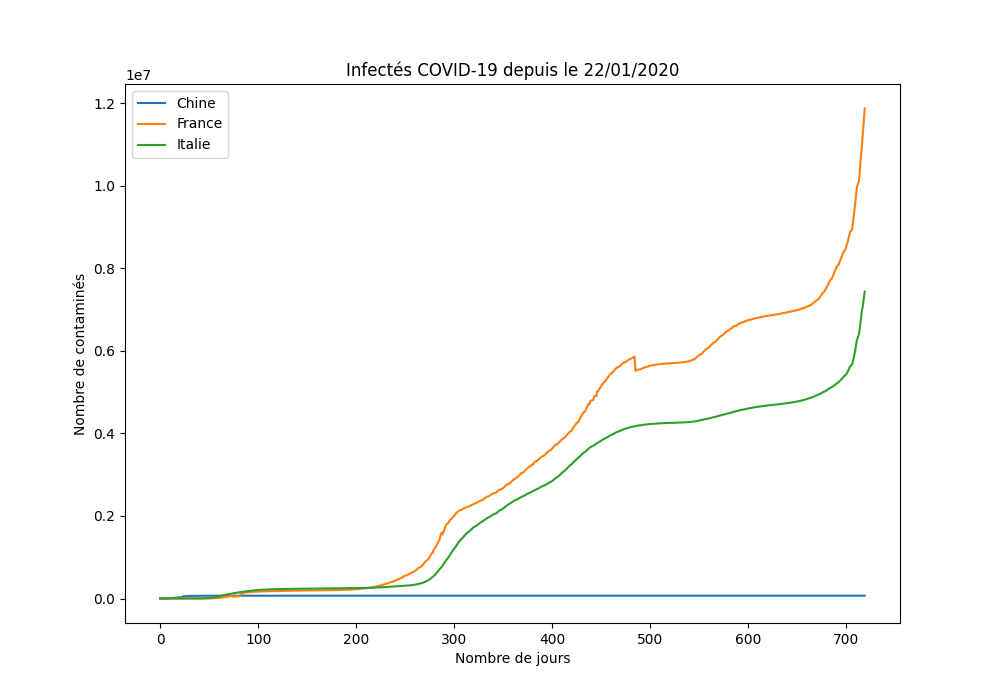 Infectés COVID-19 depuis le 22/01/2020
1e7
Chine
France
Italie
1.2
1.0
0.8
0.6
0.4
0.2
0.0
Nombre de contaminés
0 100 200 300 400 500 600 700
Nombre de jours